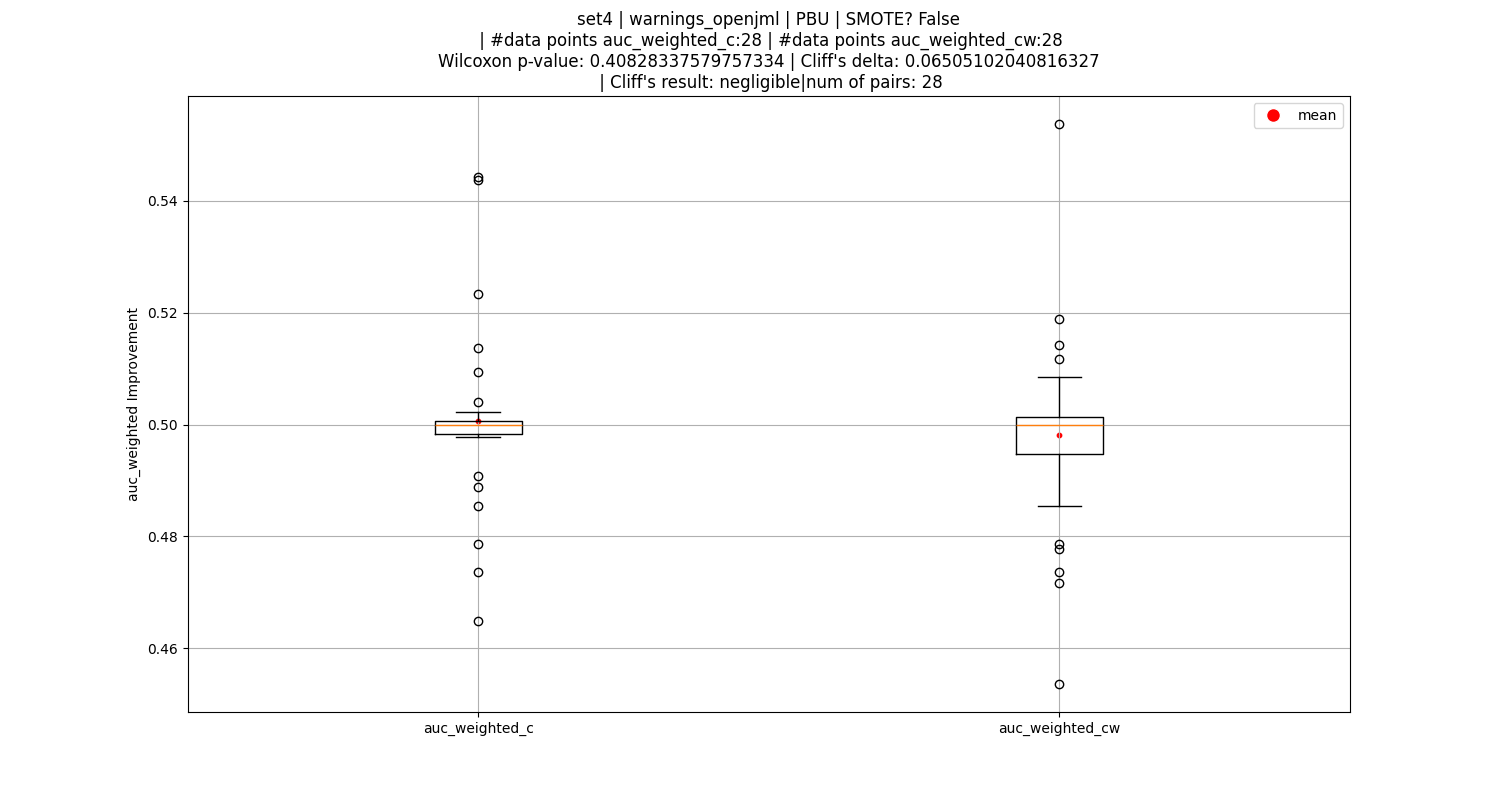 set4 | warnings_openjml | PBU | SMOTE? False
| #data points auc_weighted_c:28 | #data points auc_weighted_cw:28
Wilcoxon p-value: 0.40828337579757334 | Cliff's delta: 0.06505102040816327
| Cliff's result: negligible|num of pairs: 28
mean
auc_weighted Improvement
0.54
0.52
0.50
0.48
0.46
auc_weighted_c
auc_weighted_cw